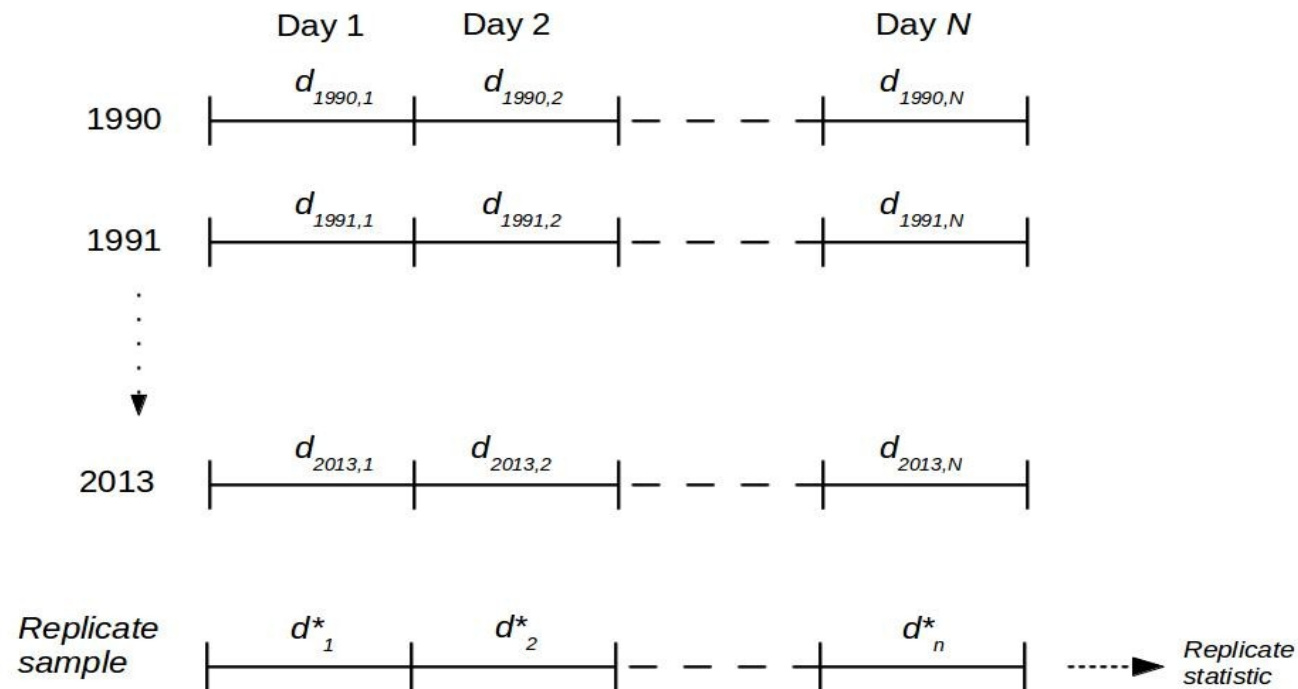 Day 1 Day 2 Day N
d1990,1 d1990,2 d1990,N
1990
d1991,1 d1991,2 d1991,N
1991
d2013,1 d2013,2 d2013,N
2013
Replicate sample d*1 d*2 d*n
Replicate statistic